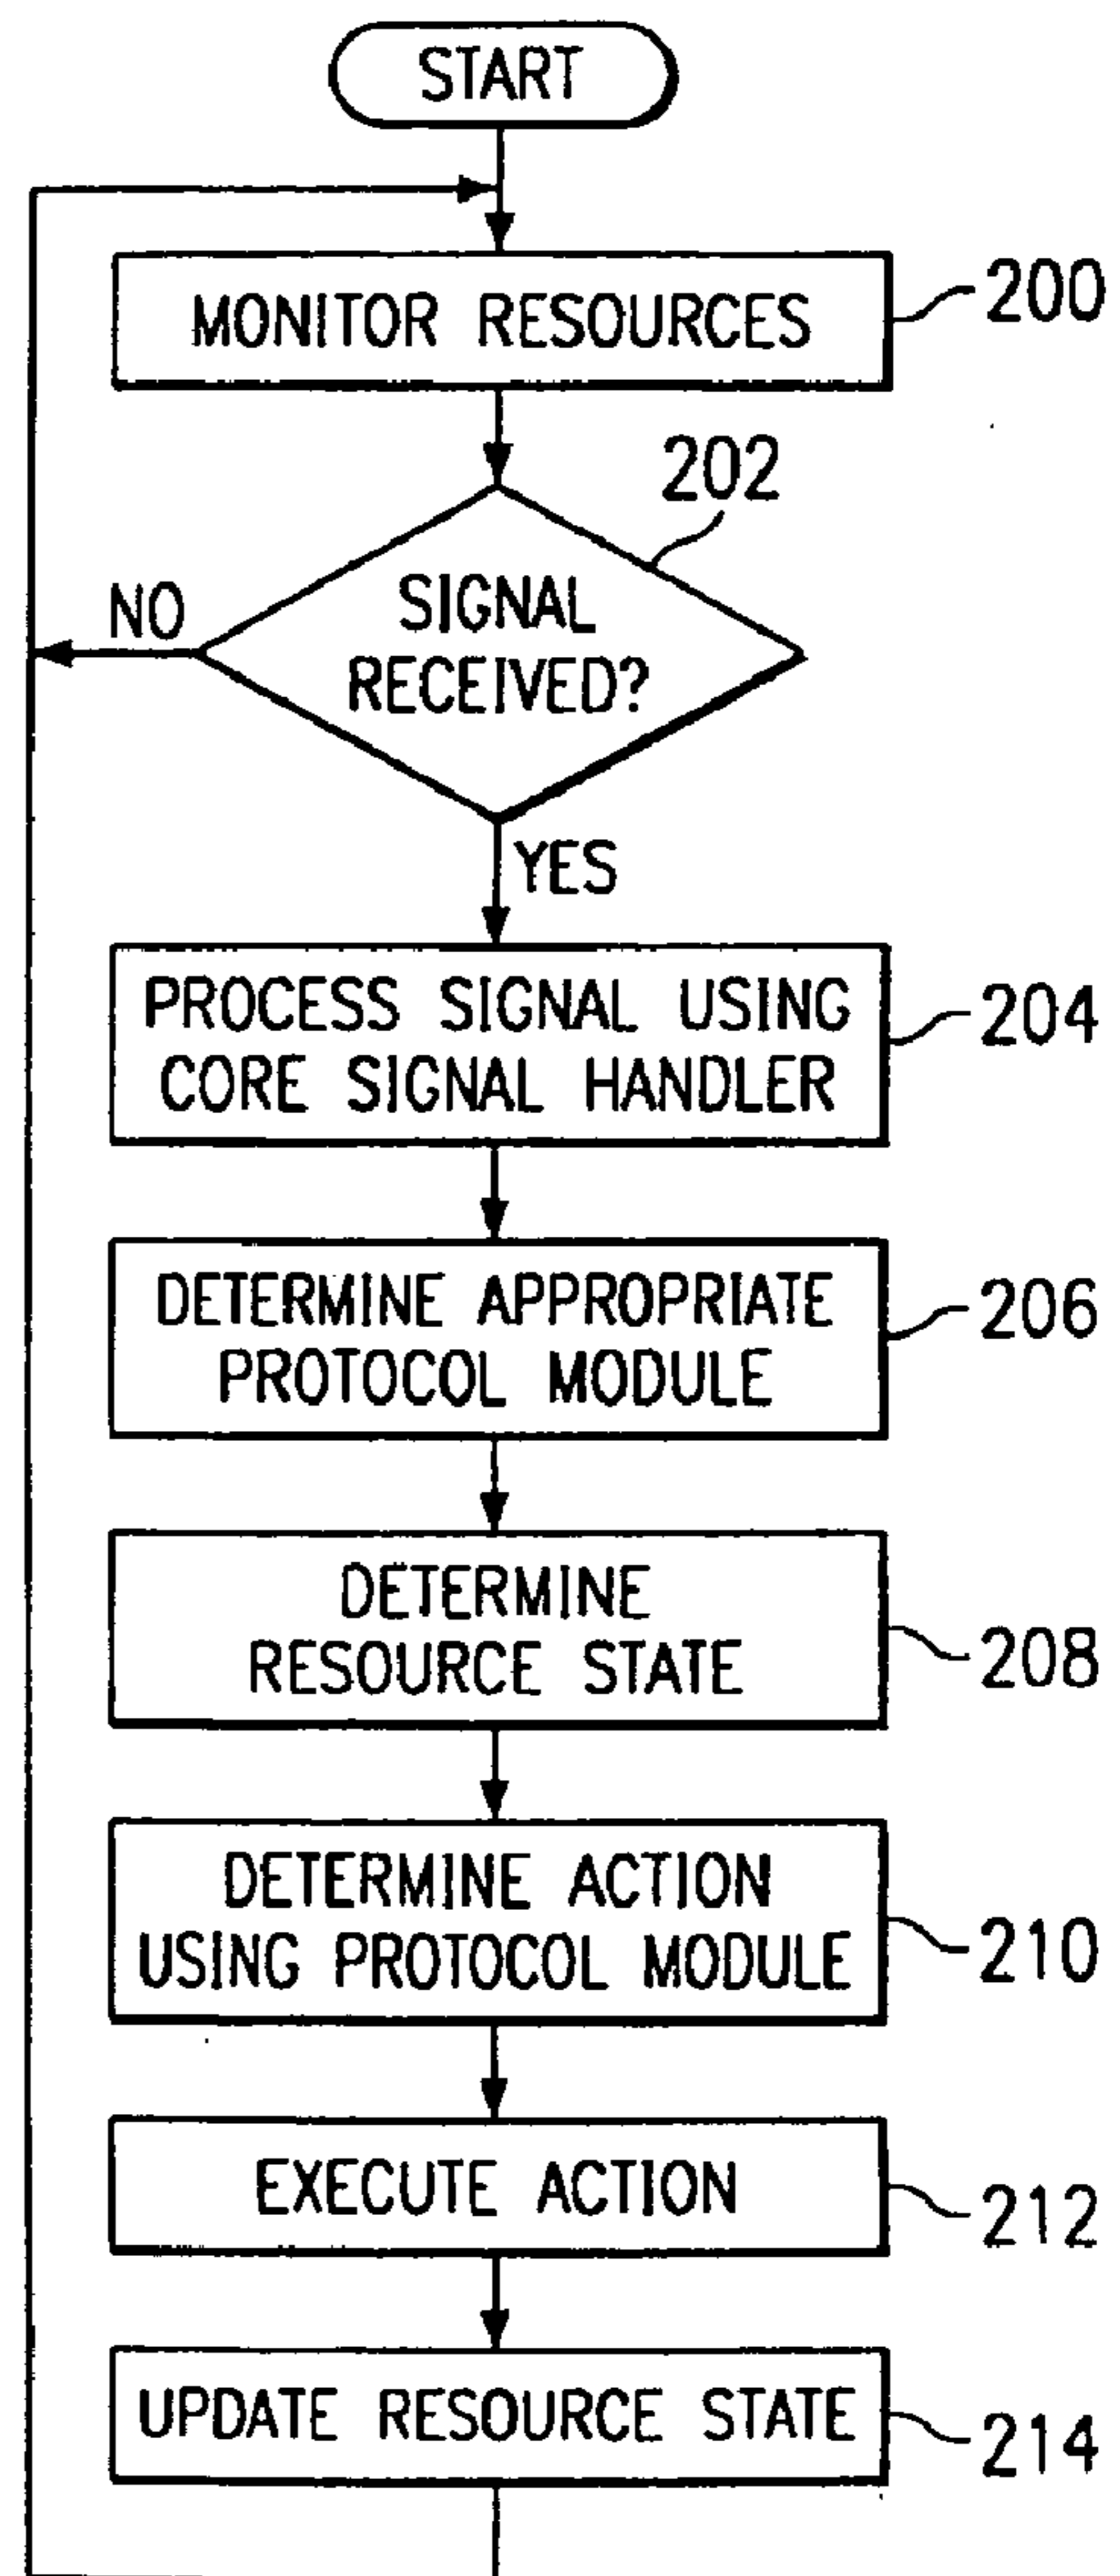 START
MONITOR RESOURCES
200
202
SIGNAL
RECEIVED?
NO
YES
PROCESS SIGNAL USING
CORE SIGNAL HANDLER
204
DETERMINE APPROPRIATE
PROTOCOL MODULE
206
DETERMINE
RESOURCE STATE
208
DETERMINE ACTION
USING PROTOCOL MODULE
210
EXECUTE ACTION
212
UPDATE RESOURCE STATE
214